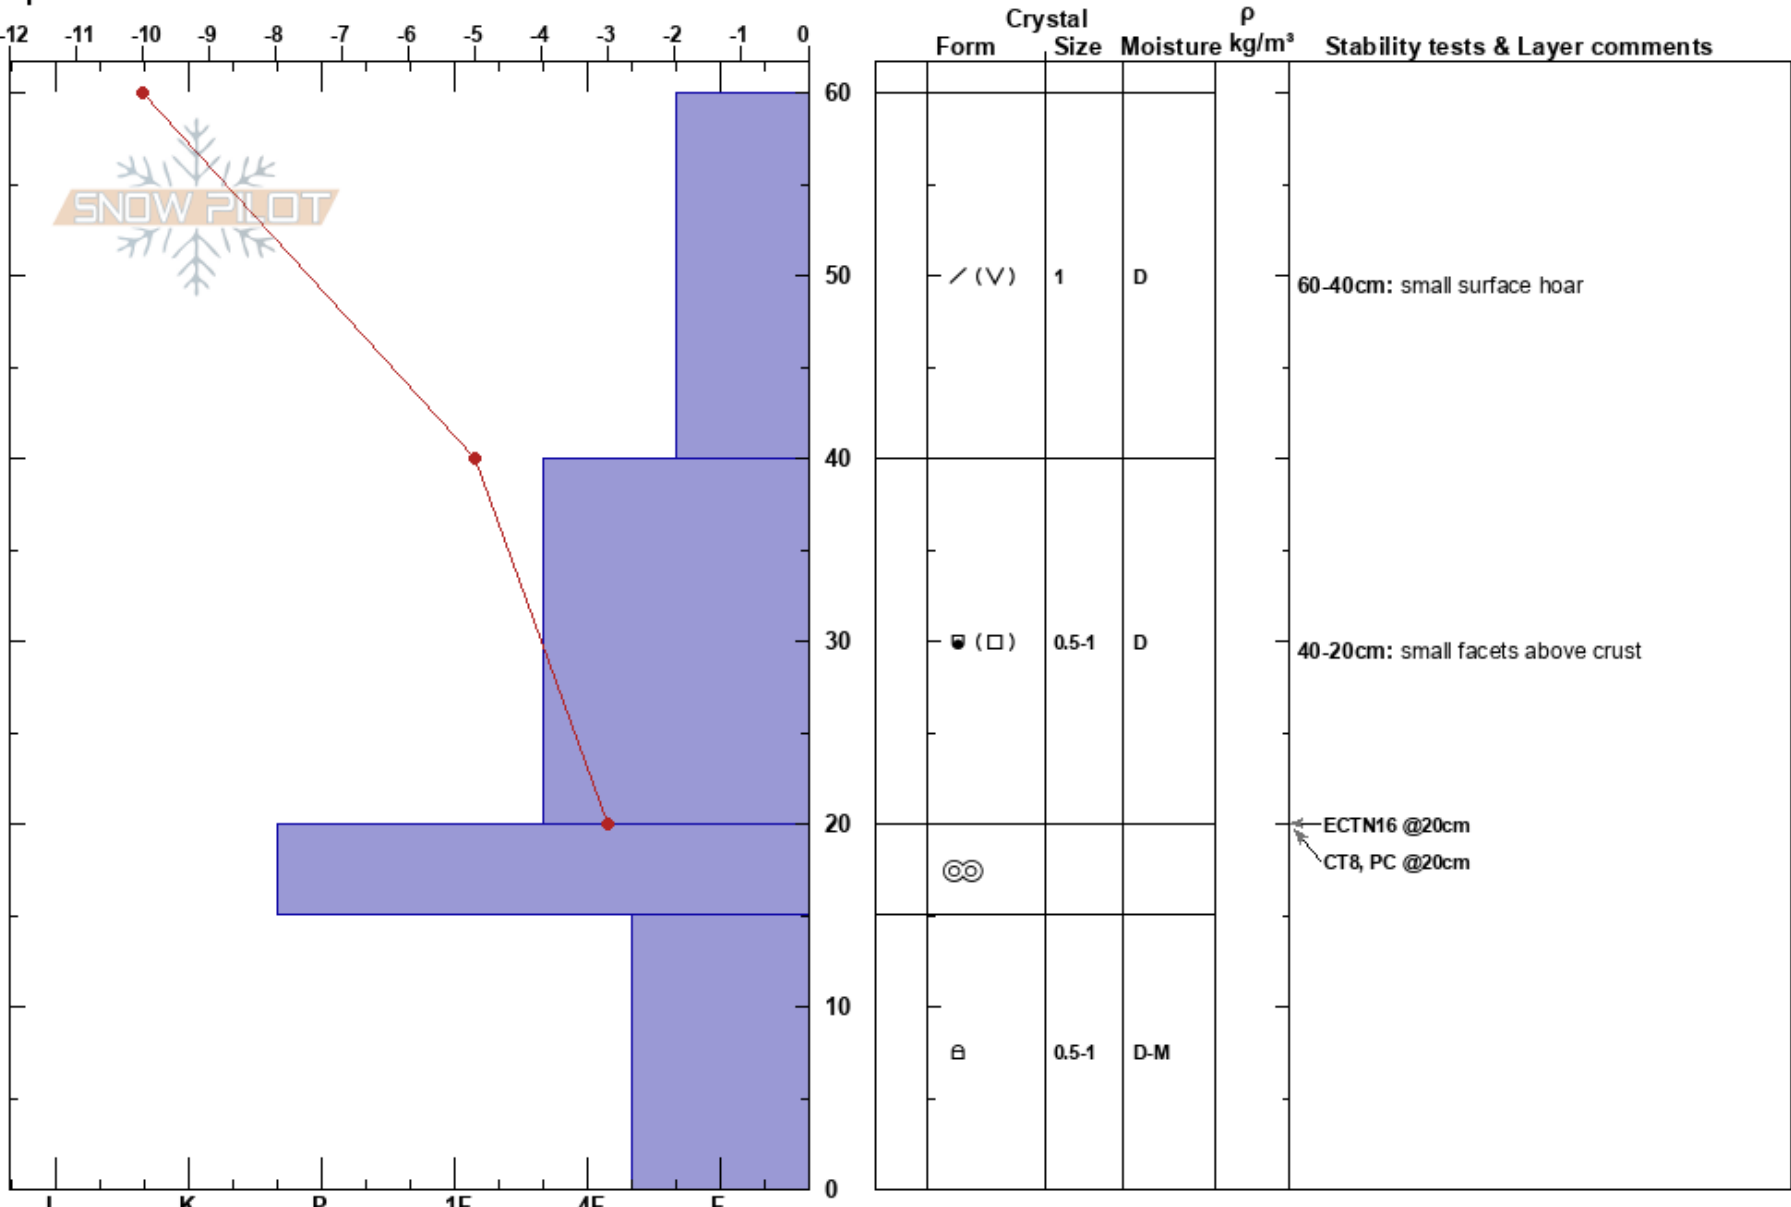 Crystal ρ
-12 -11 -10 -9 -8 -7 -6 -5 -4 -3 -2 -1 0
Form Size Moisture kg/m³ Stability tests & Layer comments
60
SNOW PILOT
50
(V) 1 D
60-40cm: small surface hoar
40
30
0.5-1 D
40-20cm: small facets above crust
20
ECTN16 @20cm
CT8, PC @20cm
10
0.5-1 D-M
0
I K P 1F 4F F